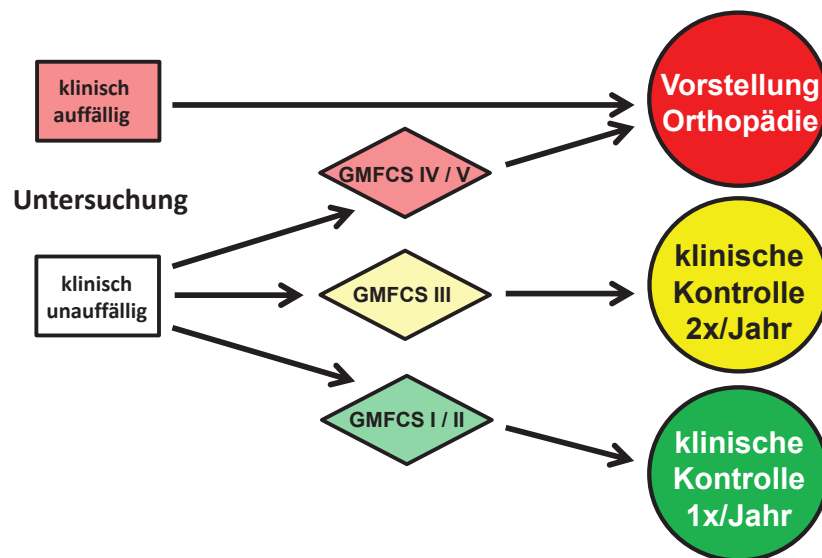 klinisch
auffällig
Vorstellung
Orthopädie
GMFCS IV / V
Untersuchung
klinisch
unauffällig
GMFCS III
klinische
Kontrolle
2x/Jahr
GMFCS I / II
klinische
Kontrolle
1x/Jahr